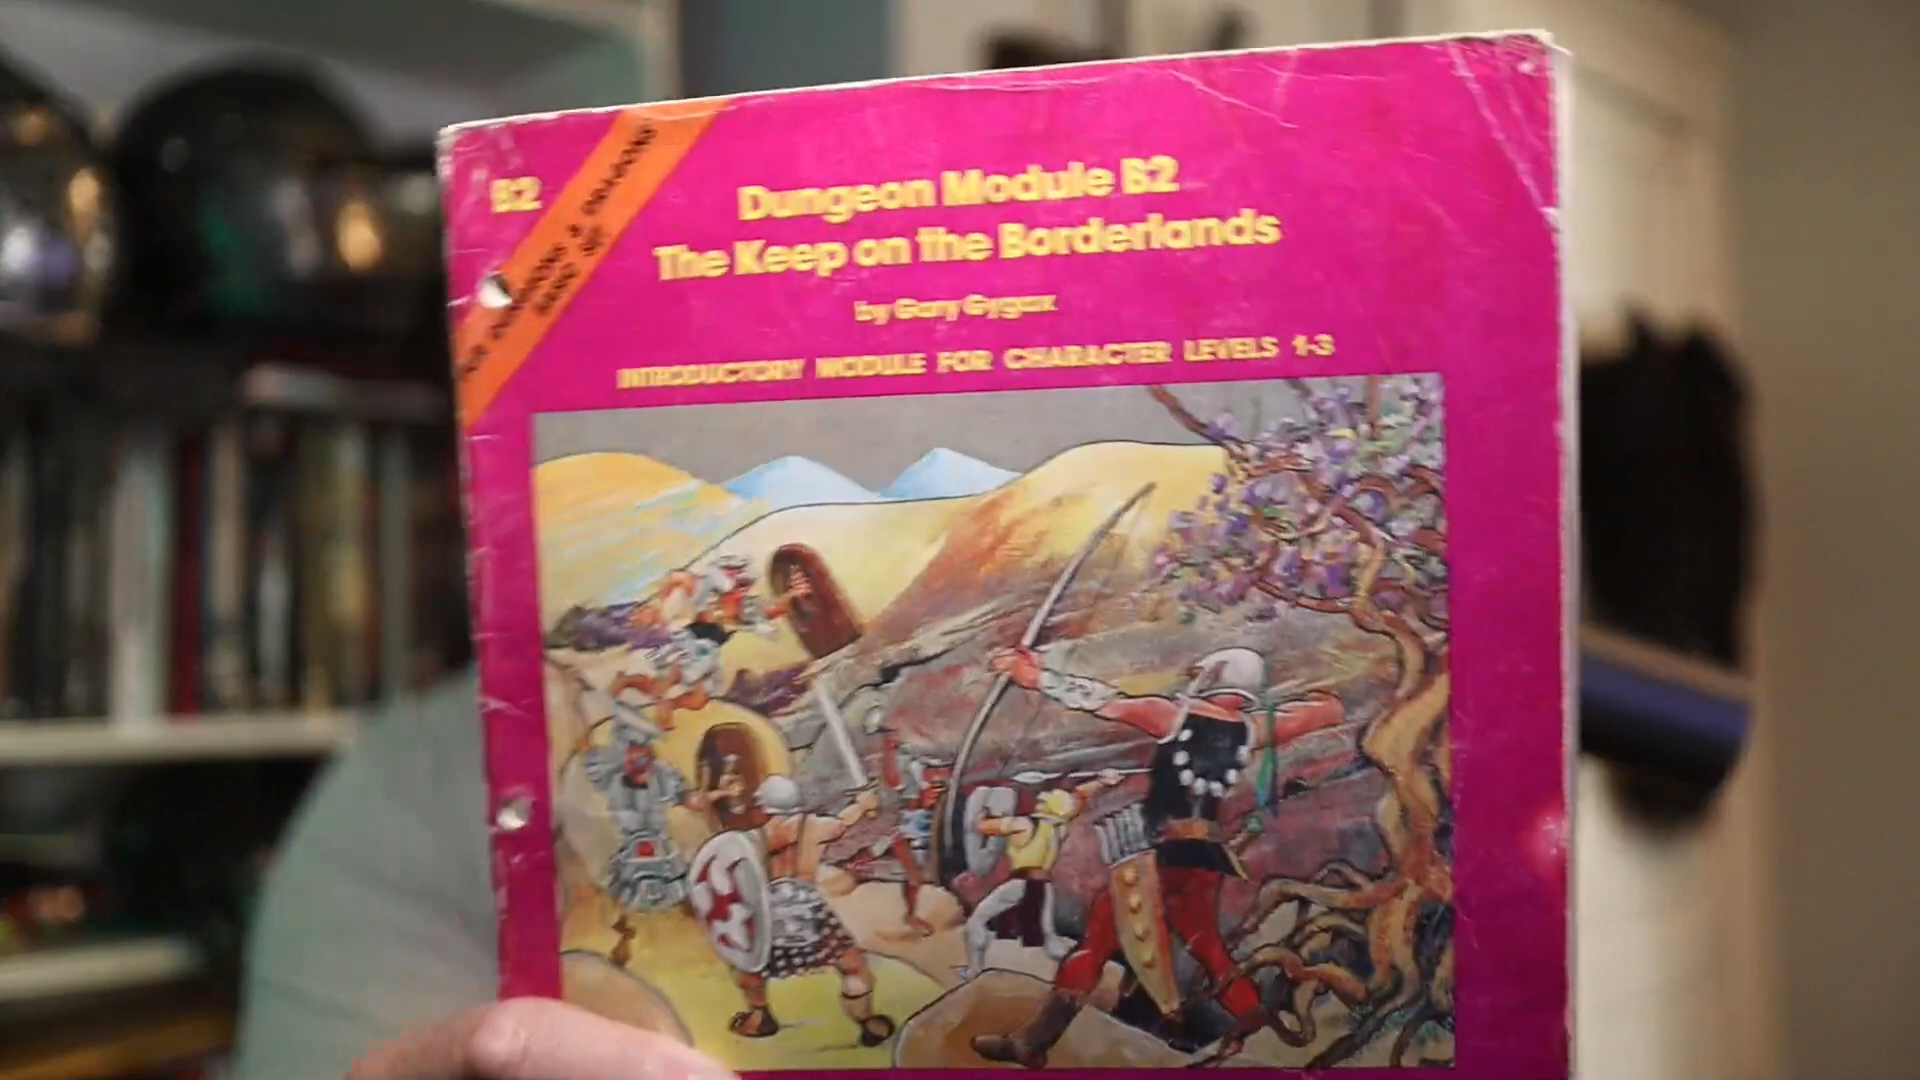 B2
Dungeon Module B2
The Keep on the Borderlands
by Gary Gygax
INTRODUCTORY MODULE FOR CHARACTER LEVELS 1-3